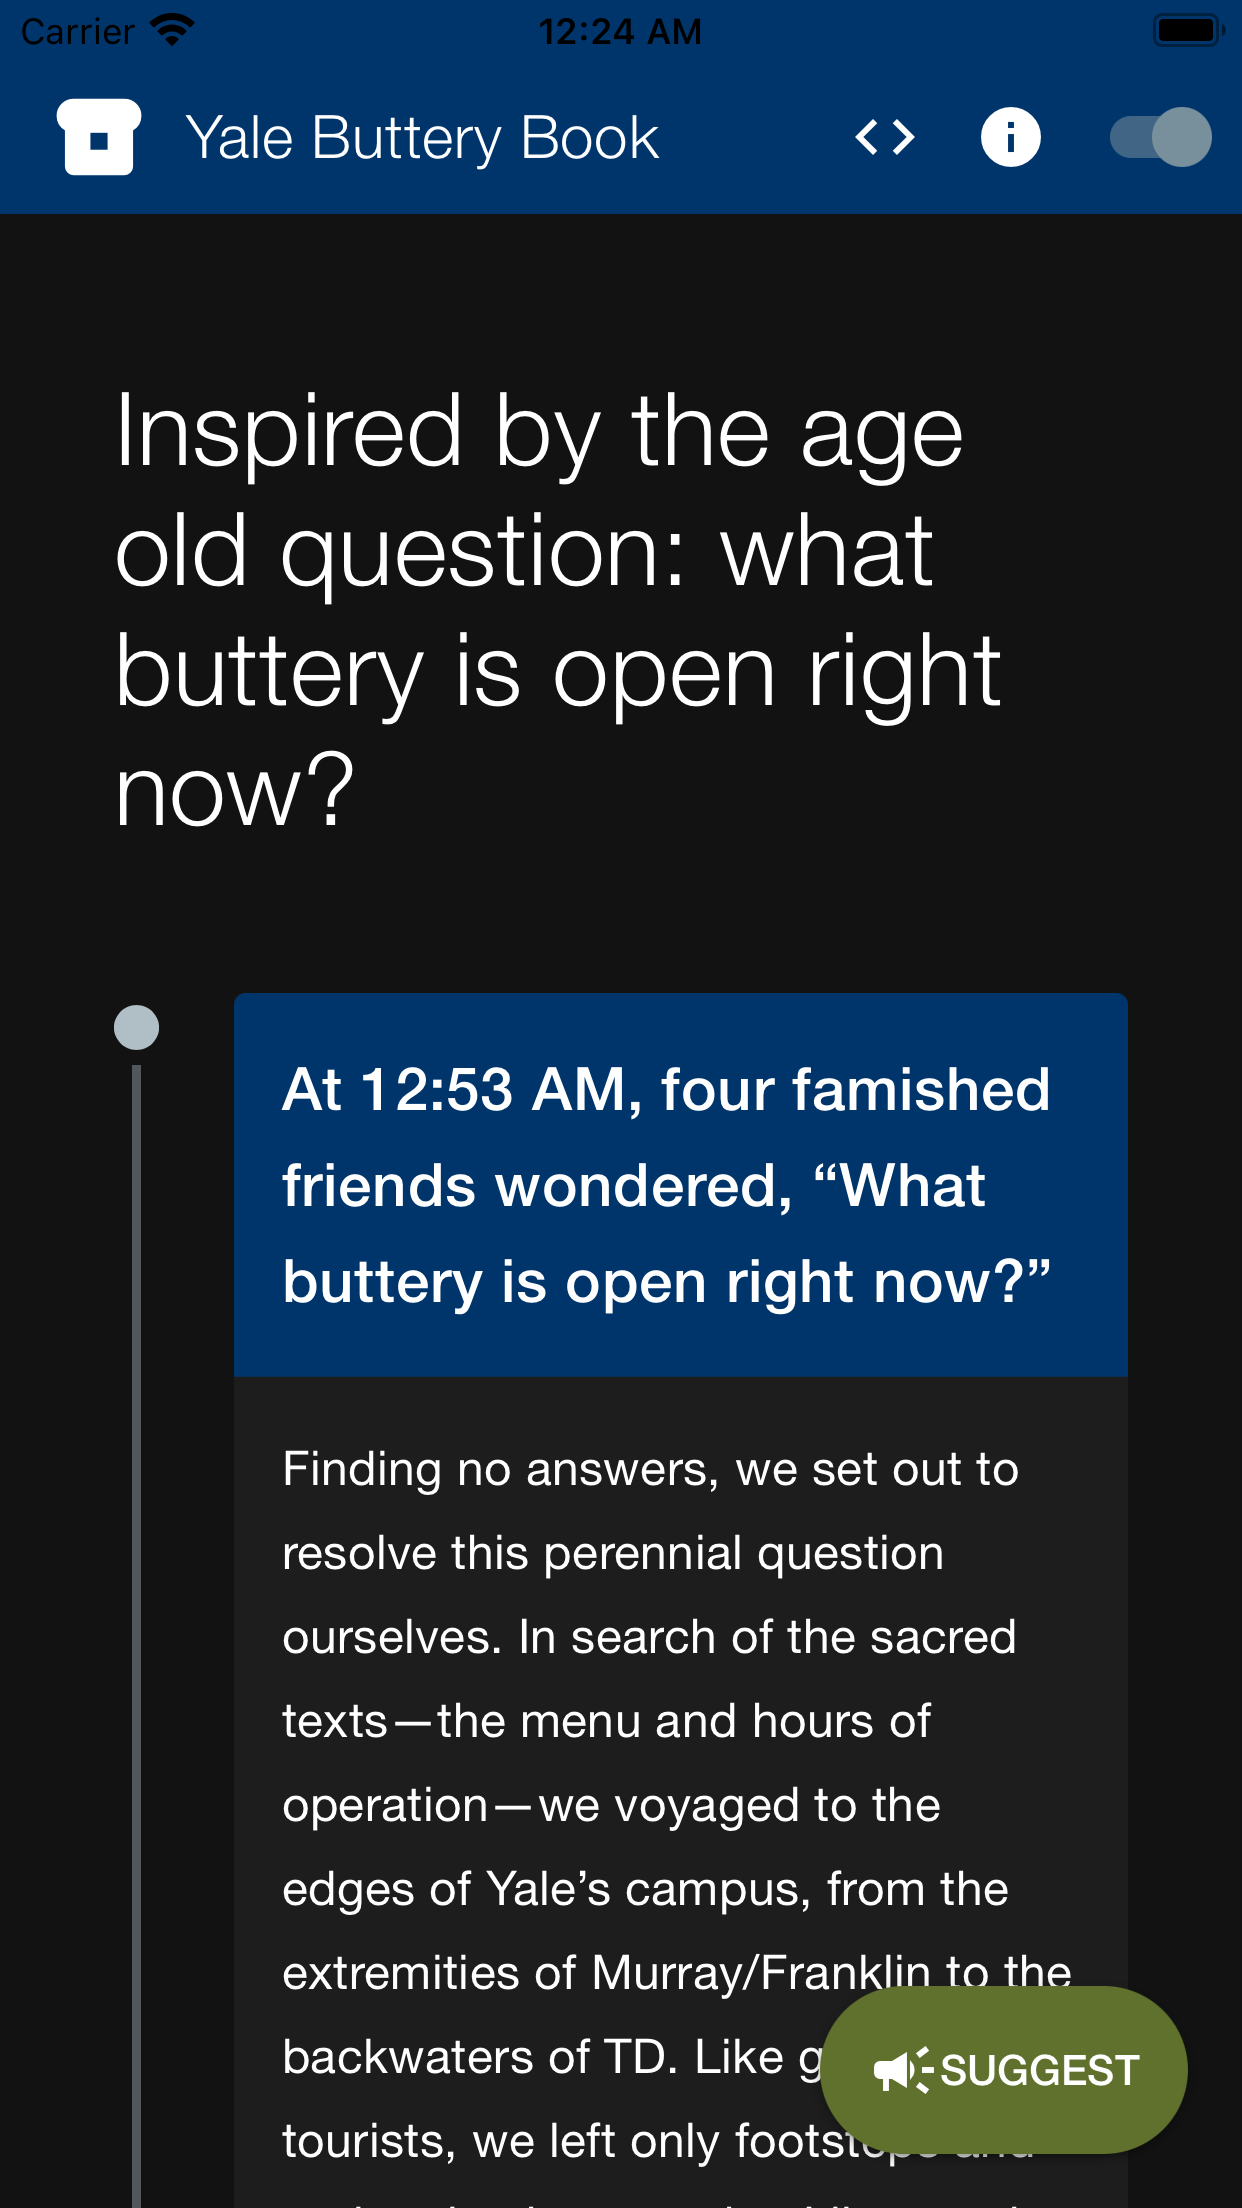 Carrier 12:24 AM
Yale Buttery Book
Inspired by the age
old question: what
buttery is open right
now?
At 12:53 AM, four famished
friends wondered, “What
buttery is open right now?”
Finding no answers, we set out to
resolve this perennial question
ourselves. In search of the sacred
texts—the menu and hours of
operation—we voyaged to the
edges of Yale’s campus, from the
extremities of Murray/Franklin to the
backwaters of TD. Like
SUGGEST
tourists, we left only footsteps and